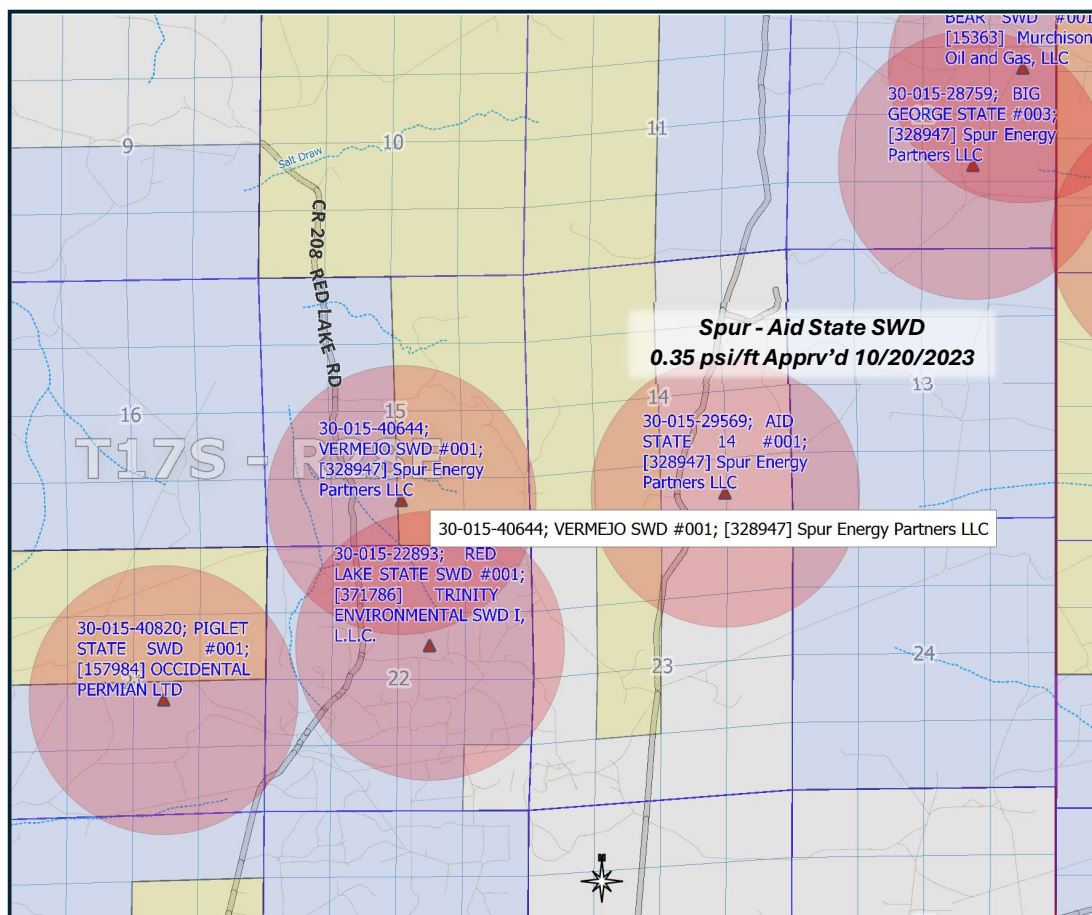 BEAR SWD #001
[15363] Murchison
Oil and Gas, LLC
30-015-28759; BIG
GEORGE STATE #003;
[328947] Spur Energy
Partners LLC
9
10
11
Salt Draw
CR 208 RED LAKE RD
Spur - Aid State SWD
0.35 psi/ft Apprv'd 10/20/2023
16
15
14
13
T17S -
30-015-40644;
VERMEJO SWD #001;
[328947] Spur Energy
Partners LLC
30-015-29569; AID
STATE 14 #001;
[328947] Spur Energy
Partners LLC
30-015-40644; VERMEJO SWD #001; [328947] Spur Energy Partners LLC
30-015-22893; RED
LAKE STATE SWD #001;
[371786] TRINITY
ENVIRONMENTAL SWD I,
L.L.C.
30-015-40820; PIGLET
STATE SWD #001;
[157984] OCCIDENTAL
PERMIAN LTD
22
23
24